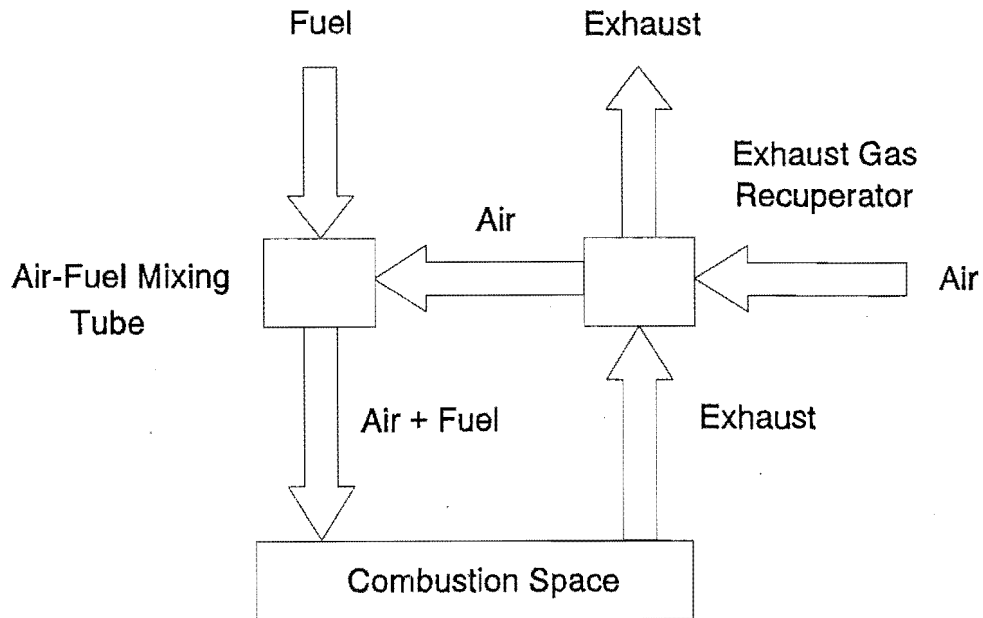 Fuel
Exhaust
Exhaust Gas
Recuperator
Air
Air-Fuel Mixing
Tube
Air
Air + Fuel
Exhaust
Combustion Space